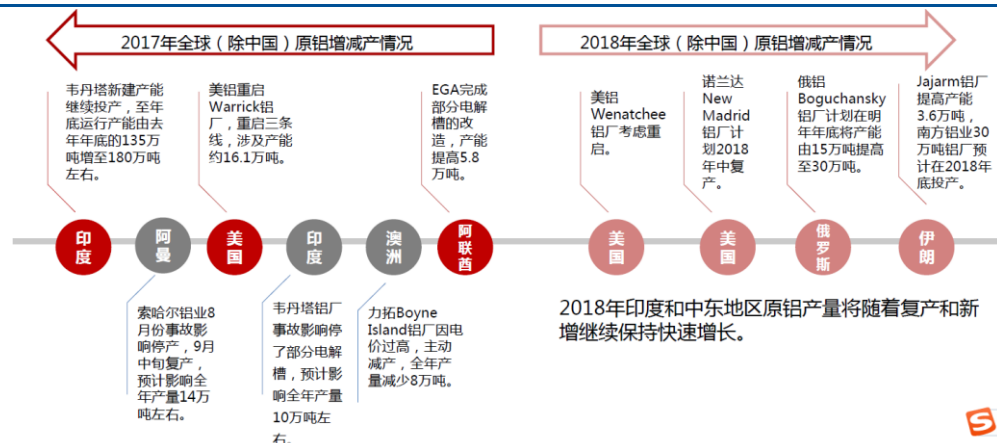 2017年全球（除中国）原铝增减产情况
2018年全球（除中国）原铝增减产情况
韦丹塔新建产能
继续投产，至年
底运行产能由去
年年底的135万
吨增至180万吨
左右。
美铝重启
Warrick铝
厂，重启三条
线，涉及产能
约16.1万吨。
EGA完成
部分电解
槽的改
造，产能
提高5.8
万吨。
美铝
Wenatchee
铝厂考虑重
启。
诺兰达
New
Madrid
铝厂计
划2018
年中复
产。
俄铝
Boguchansky
铝厂计划在明
年年底将产能
由15万吨提高
至30万吨。
Jajarm铝厂
提高产能
3.6万吨，
南方铝业30
万吨铝厂预
计在2018年
底投产。
印度
阿曼
美国
印度
澳洲
阿联酋
美国
美国
俄罗斯
伊朗
索哈尔铝业8
月份事故影
响停产，9月
中旬复产，
预计影响全
年产量14万
吨左右。
韦丹塔铝厂
事故影响停
了部分电解
槽，预计影
响全年产量
10万吨左
右。
力拓Boyne
Island铝厂因电
价过高，主动
减产，全年产
量减少8万吨。
2018年印度和中东地区原铝产量将随着复产和新
增继续保持快速增长。
S